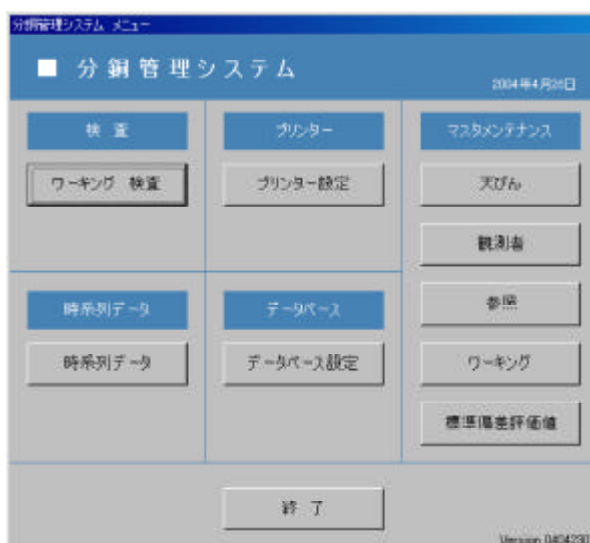 分銅管理システム メニュー
■ 分銅管理システム
2004年4月26日
検 査
ワーキング 検査
プリンター
プリンター設定
マスタメンテナンス
天びん
観測者
参照
ワーキング
標準偏差評価値
時系列データ
時系列データ
データベース
データベース設定
終 了
Version 0404230